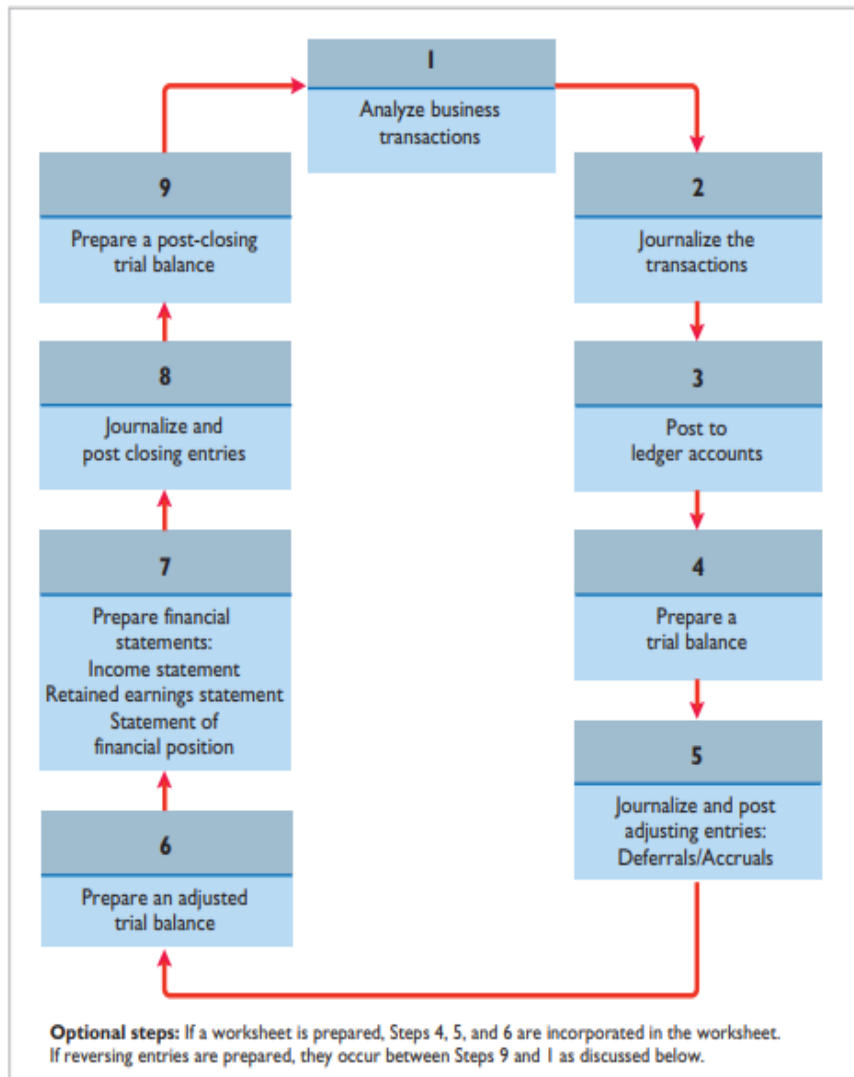 1
Analyze business
transactions
2
Journalize the
transactions
3
Post to
ledger accounts
4
Prepare a
trial balance
5
Journalize and post
adjusting entries:
Deferrals/Accruals
6
Prepare an adjusted
trial balance
7
Prepare financial
statements:
Income statement
Retained earnings statement
Statement of
financial position
8
Journalize and
post closing entries
9
Prepare a post-closing
trial balance
Optional steps: If a worksheet is prepared, Steps 4, 5, and 6 are incorporated in the worksheet.
If reversing entries are prepared, they occur between Steps 9 and 1 as discussed below.